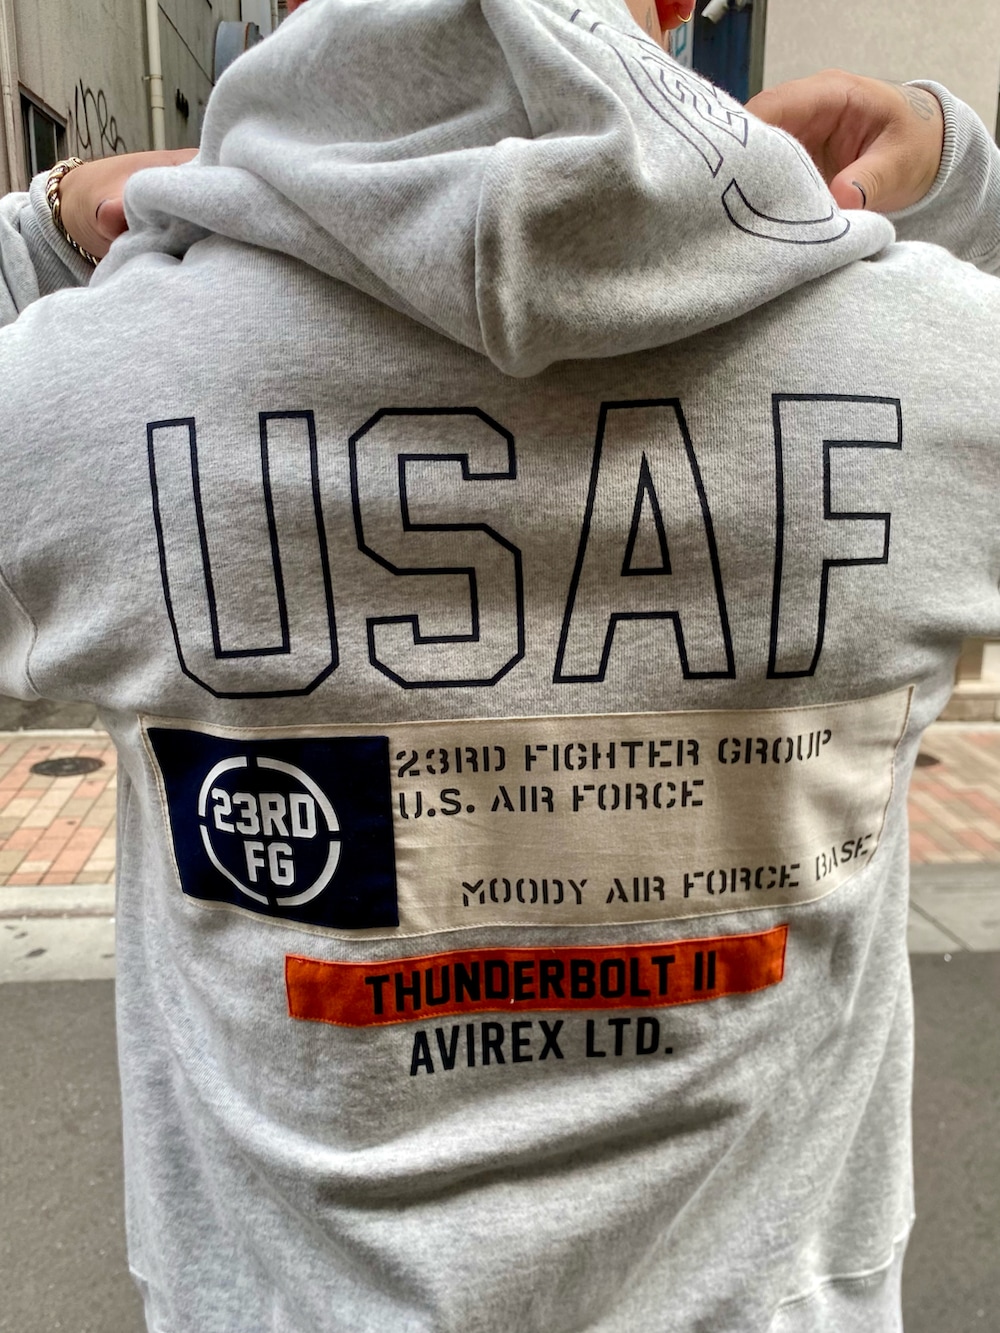 USAF
23RD
FG
23RD FIGHTER GROUP
U.S. AIR FORCE
MOODY AIR FORCE BASE
THUNDERBOLT II
AVIREX LTD.